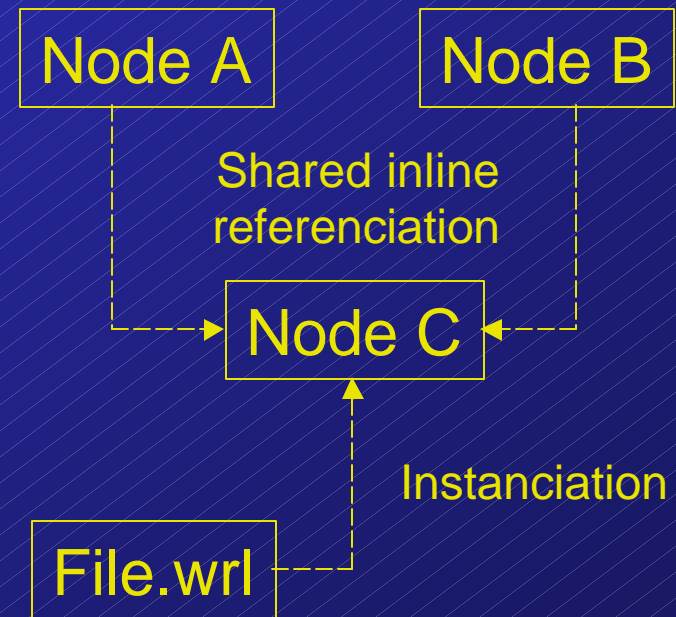 Node A
Node B
Shared inline
referenciation
Node C
Instanciation
File.wrl